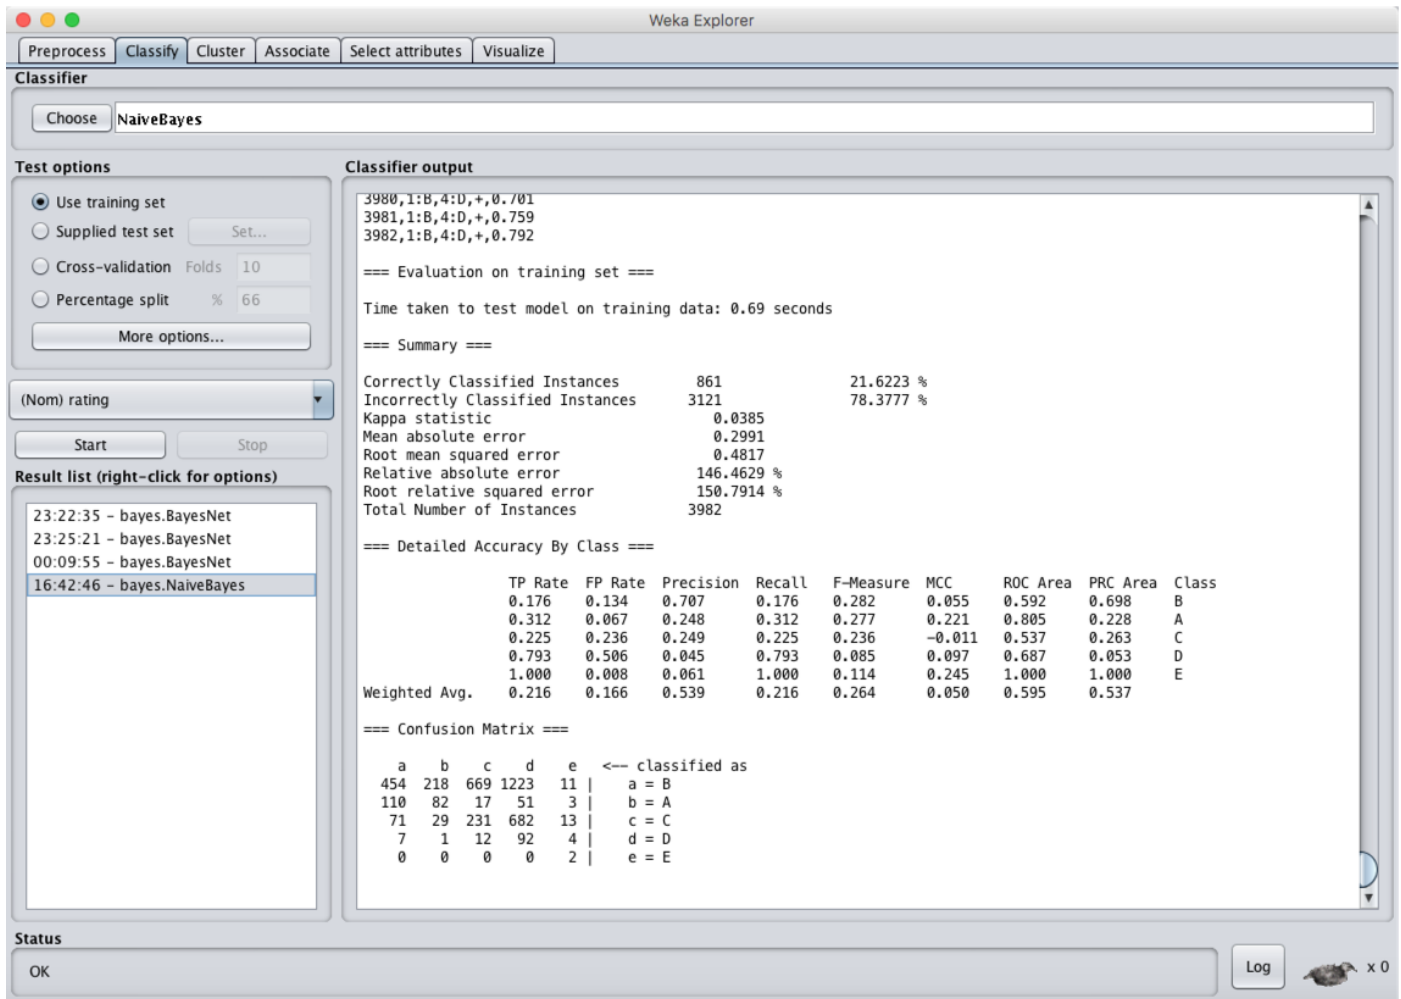 Weka Explorer
Preprocess Classify Cluster Associate Select attributes Visualize
Classifier
Choose NaiveBayes
Test options
Use training set
Supplied test set Set...
Cross-validation Folds 10
Percentage split % 66
More options...
(Nom) rating
Start Stop
Result list (right-click for options)
23:22:35 - bayes.BayesNet
23:25:21 - bayes.BayesNet
00:09:55 - bayes.BayesNet
16:42:46 - bayes.NaiveBayes
Classifier output
3980,1:B,4:D,+,0.701
3981,1:B,4:D,+,0.759
3982,1:B,4:D,+,0.792
=== Evaluation on training set ===
Time taken to test model on training data: 0.69 seconds
=== Summary ===
Correctly Classified Instances 861 21.6223 %
Incorrectly Classified Instances 3121 78.3777 %
Kappa statistic 0.0385
Mean absolute error 0.2991
Root mean squared error 0.4817
Relative absolute error 146.4629 %
Root relative squared error 150.7914 %
Total Number of Instances 3982
=== Detailed Accuracy By Class ===
TP Rate FP Rate Precision Recall F-Measure MCC ROC Area PRC Area Class
0.176 0.134 0.707 0.176 0.282 0.055 0.592 0.698 B
0.312 0.067 0.248 0.312 0.277 0.221 0.805 0.228 A
0.225 0.236 0.249 0.225 0.236 -0.011 0.537 0.263 C
0.793 0.506 0.045 0.793 0.085 0.097 0.687 0.053 D
1.000 0.008 0.061 1.000 0.114 0.245 1.000 1.000 E
Weighted Avg. 0.216 0.166 0.539 0.216 0.264 0.050 0.595 0.537
=== Confusion Matrix ===
a b c d e <-- classified as
454 218 669 1223 11 | a = B
110 82 17 51 3 | b = A
71 29 231 682 13 | c = C
7 1 12 92 4 | d = D
0 0 0 0 2 | e = E
Status
OK
Log x 0